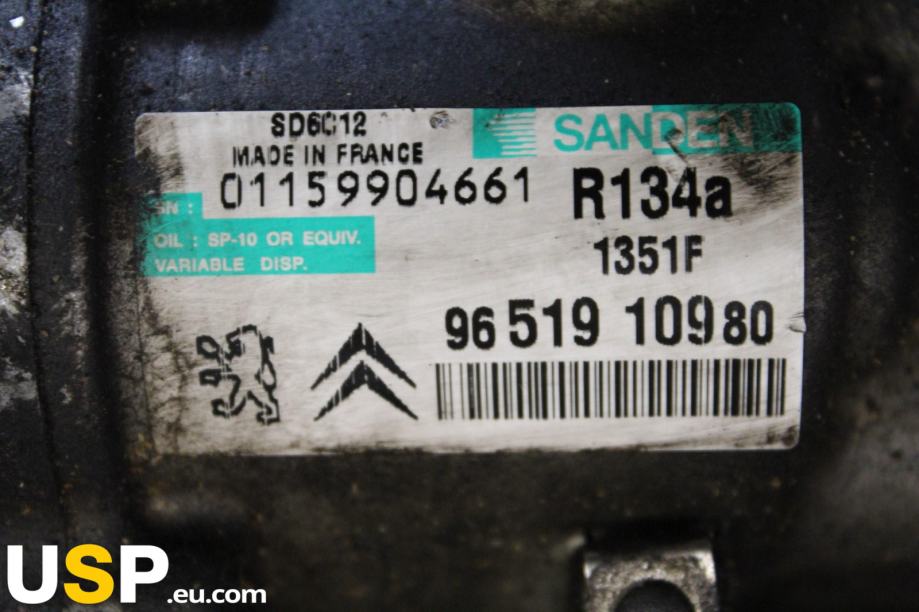 SD6C12
SANDEN
MADE IN FRANCE
SN : 01159904661
R134a
OIL : SP-10 OR EQUIV.
VARIABLE DISP.
1351F
96 519 109 80
USP.eu.com